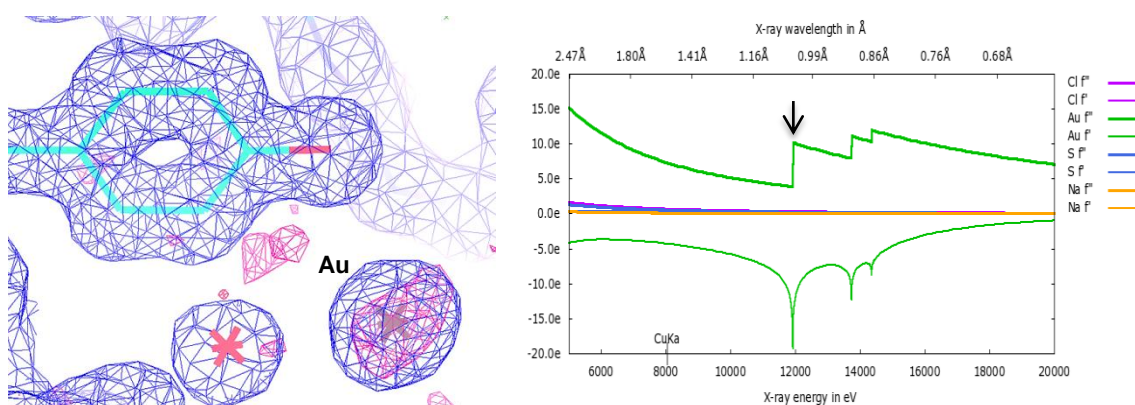 Au
X-ray wavelength in Å
2.47Å 1.80Å 1.41Å 1.16Å 0.99Å 0.86Å 0.76Å 0.68Å
20.0e
15.0e
10.0e
5.0e
0.0e
-5.0e
-10.0e
-15.0e
-20.0e
CuKa
6000 8000 10000 12000 14000 16000 18000 20000
X-ray energy in eV
Cl f"
Cl f'
Au f"
Au f'
S f"
S f'
Na f"
Na f'